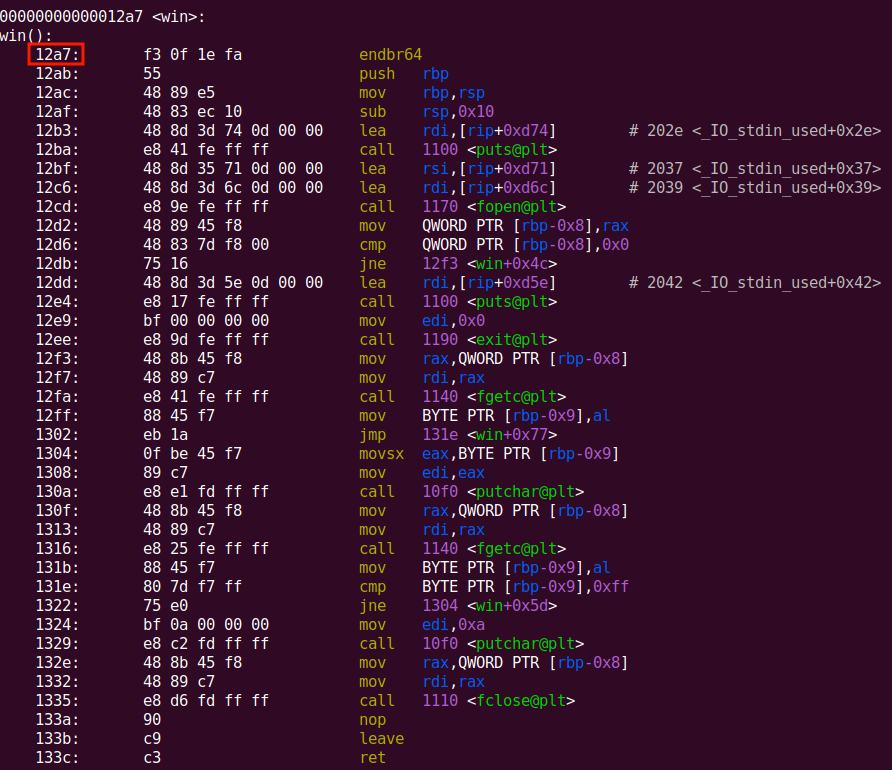 00000000000012a7 <win>:
win():
12a7: f3 0f 1e fa endbr64
12ab: 55 push rbp
12ac: 48 89 e5 mov rbp,rsp
12af: 48 83 ec 10 sub rsp,0x10
12b3: 48 8d 3d 74 0d 00 00 lea rdi,[rip+0xd74] # 202e <_IO_stdin_used+0x2e>
12ba: e8 41 fe ff ff call 1100 <puts@plt>
12bf: 48 8d 35 71 0d 00 00 lea rsi,[rip+0xd71] # 2037 <_IO_stdin_used+0x37>
12c6: 48 8d 3d 6c 0d 00 00 lea rdi,[rip+0xd6c] # 2039 <_IO_stdin_used+0x39>
12cd: e8 9e fe ff ff call 1170 <fopen@plt>
12d2: 48 89 45 f8 mov QWORD PTR [rbp-0x8],rax
12d6: 48 83 7d f8 00 cmp QWORD PTR [rbp-0x8],0x0
12db: 75 16 jne 12f3 <win+0x4c>
12dd: 48 8d 3d 5e 0d 00 00 lea rdi,[rip+0xd5e] # 2042 <_IO_stdin_used+0x42>
12e4: e8 17 fe ff ff call 1100 <puts@plt>
12e9: bf 00 00 00 00 mov edi,0x0
12ee: e8 9d fe ff ff call 1190 <exit@plt>
12f3: 48 8b 45 f8 mov rax,QWORD PTR [rbp-0x8]
12f7: 48 89 c7 mov rdi,rax
12fa: e8 41 fe ff ff call 1140 <fgetc@plt>
12ff: 88 45 f7 mov BYTE PTR [rbp-0x9],al
1302: eb 1a jmp 131e <win+0x77>
1304: 0f be 45 f7 movsx eax,BYTE PTR [rbp-0x9]
1308: 89 c7 mov edi,eax
130a: e8 e1 fd ff ff call 10f0 <putchar@plt>
130f: 48 8b 45 f8 mov rax,QWORD PTR [rbp-0x8]
1313: 48 89 c7 mov rdi,rax
1316: e8 25 fe ff ff call 1140 <fgetc@plt>
131b: 88 45 f7 mov BYTE PTR [rbp-0x9],al
131e: 80 7d f7 ff cmp BYTE PTR [rbp-0x9],0xff
1322: 75 e0 jne 1304 <win+0x5d>
1324: bf 0a 00 00 00 mov edi,0xa
1329: e8 c2 fd ff ff call 10f0 <putchar@plt>
132e: 48 8b 45 f8 mov rax,QWORD PTR [rbp-0x8]
1332: 48 89 c7 mov rdi,rax
1335: e8 d6 fd ff ff call 1110 <fclose@plt>
133a: 90 nop
133b: c9 leave
133c: c3 ret